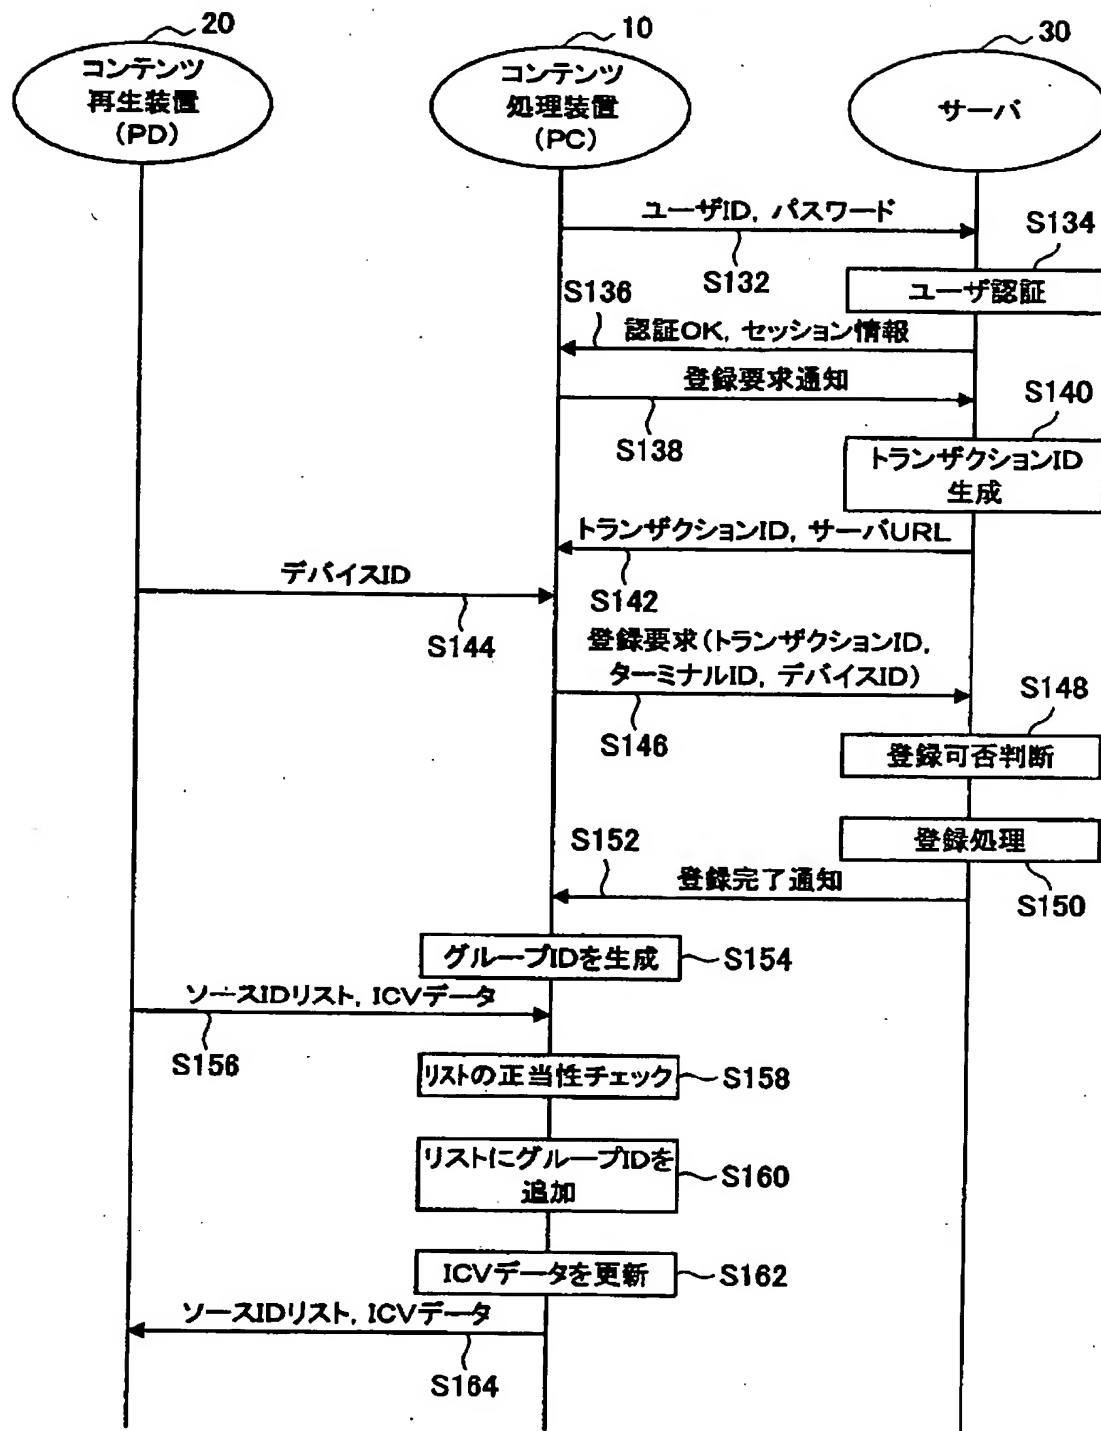 20
コンテンツ
再生装置
(PD)
10
コンテンツ
処理装置
(PC)
30
サーバ
ユーザID, パスワード
S132
S134
ユーザ認証
S136
認証OK, セッション情報
登録要求通知
S138
S140
トランザクションID
生成
トランザクションID, サーバURL
S142
デバイスID
S144
登録要求(トランザクションID,
ターミナルID, デバイスID)
S146
S148
登録可否判断
登録処理
S150
S152
登録完了通知
グループIDを生成
S154
ソースIDリスト, ICVデータ
S156
リストの正当性チェック
S158
リストにグループIDを
追加
S160
ICVデータを更新
S162
ソースIDリスト, ICVデータ
S164